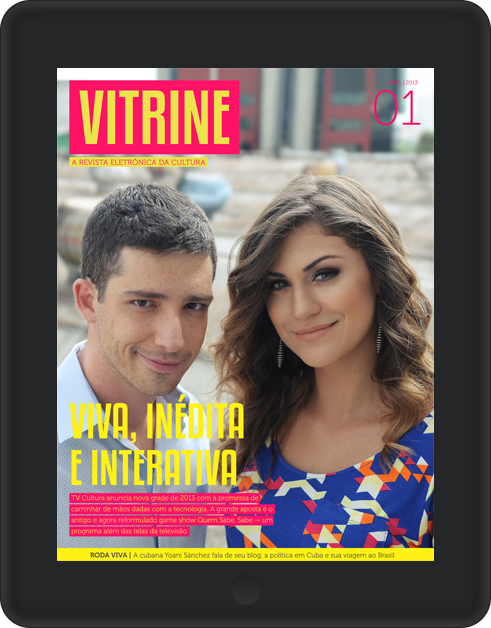 | 2013
01
VITRINE
A REVISTA ELETRÔNICA DA CULTURA
VIVA, INÉDITA
E INTERATIVA
TV Cultura anuncia nova grade de 2013 com a promessa de
caminhar de mãos dadas com a tecnologia. A grande aposta é o
antigo e agora reformulado game show Quem Sabe, Sabe — um
programa além das telas da televisão
RODA VIVA | A cubana Yoani Sánchez fala de seu blog, a política em Cuba e sua viagem ao Brasil